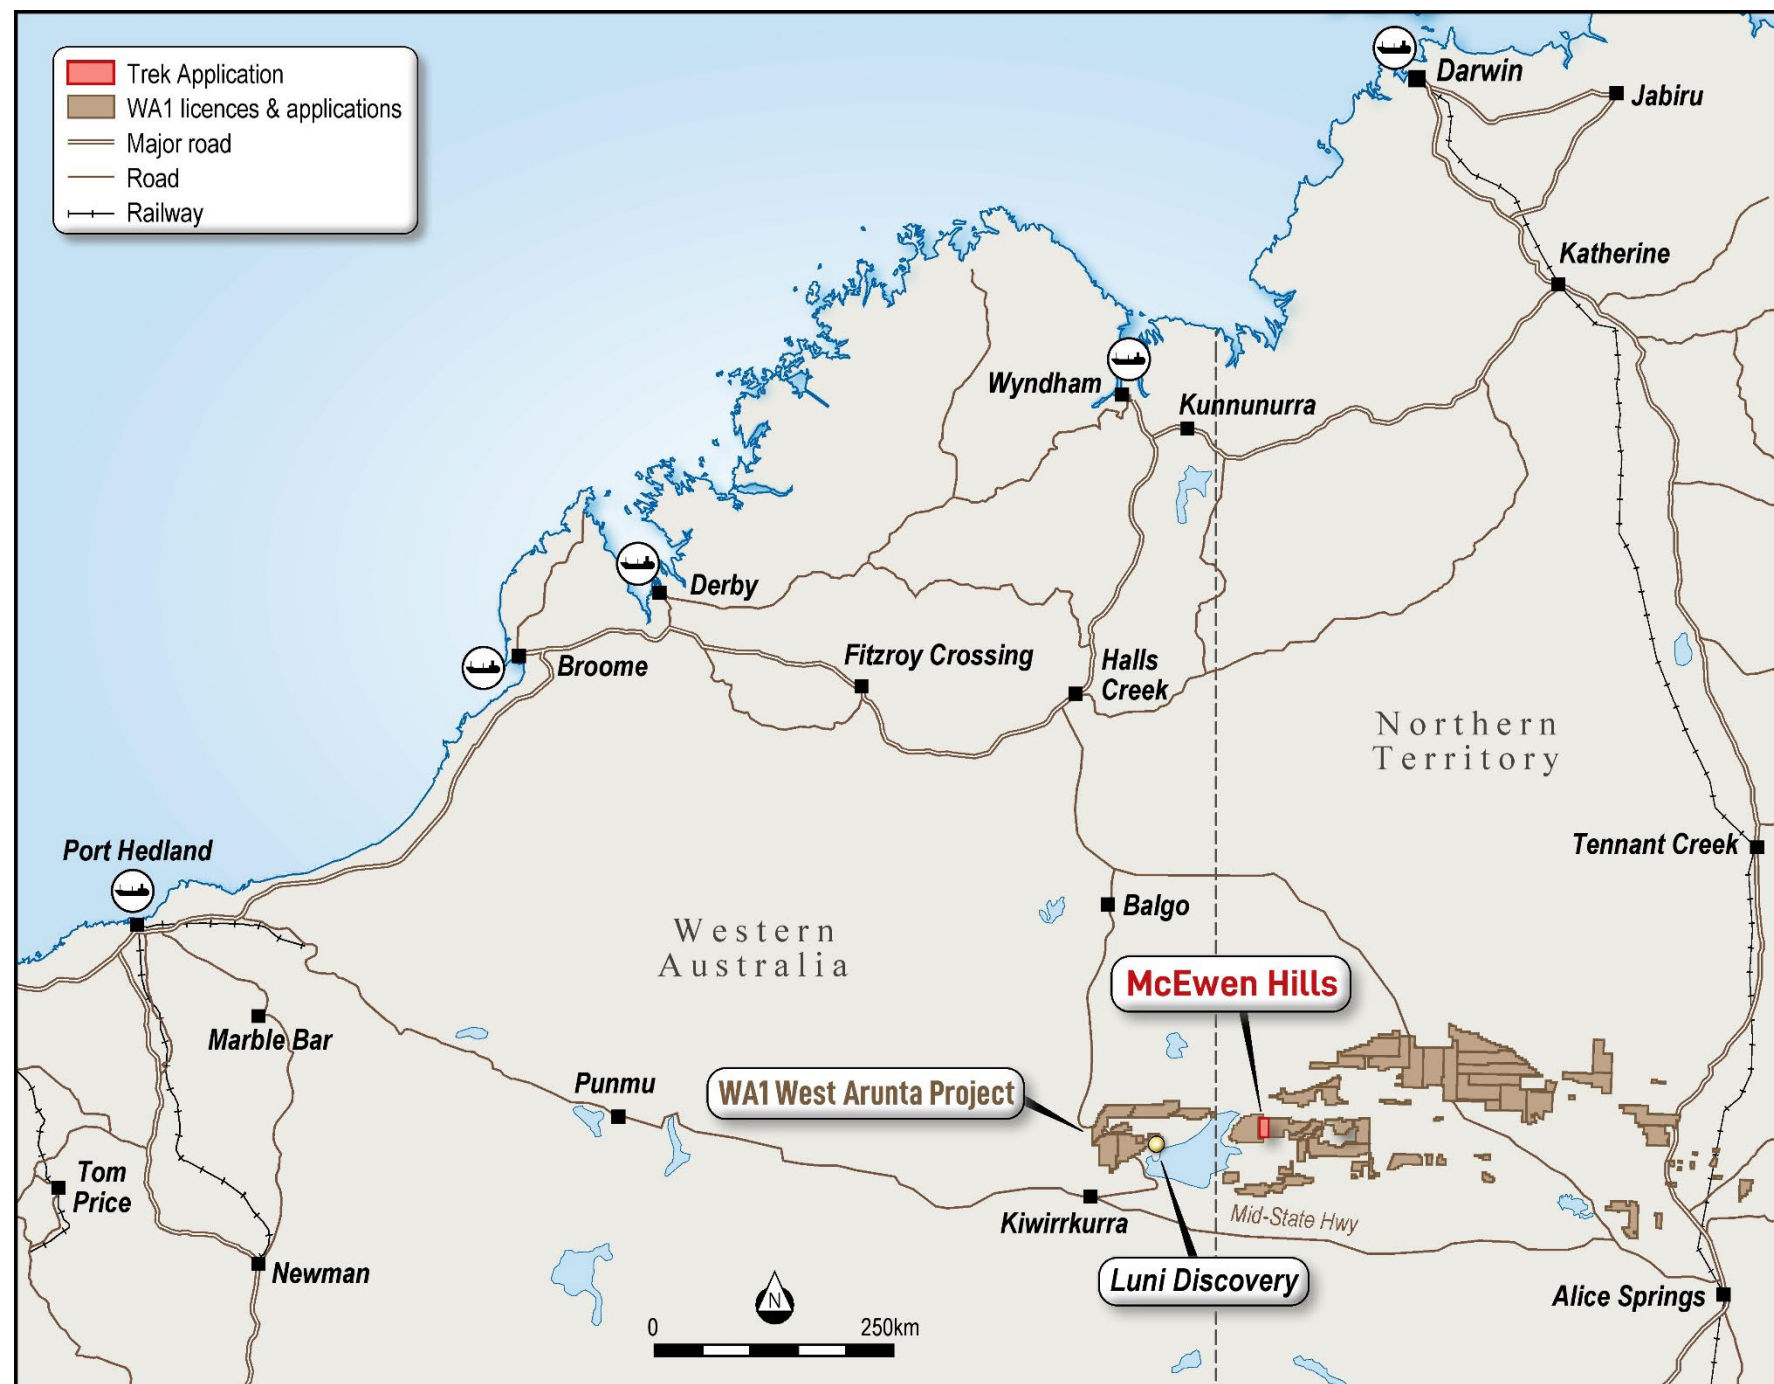 Trek Application
WA1 licences & applications
Major road
Road
Railway
Darwin
Jabiru
Katherine
Wyndham
Kunnunurra
Derby
Broome
Fitzroy Crossing
Halls
Creek
Northern
Territory
Port Hedland
Tennant Creek
Balgo
Western
Australia
McEwen Hills
Marble Bar
Punmu
WA1 West Arunta Project
Tom
Price
Kiwirrkurra
Mid-State Hwy
Newman
Luni Discovery
Alice Springs
N
0
250km